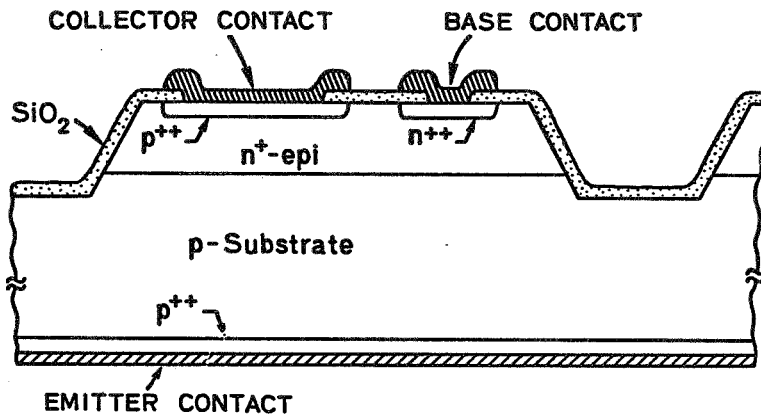 COLLECTOR CONTACT
BASE CONTACT
SiO₂
p⁺⁺
n⁺⁺
n⁺-epi
p-Substrate
p⁺⁺
EMITTER CONTACT